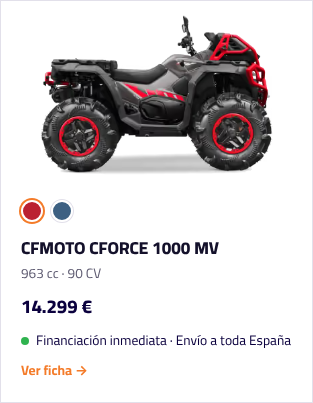 CFMOTO CFORCE 1000 MV
963 cc · 90 CV
14.299 €
Financiación inmediata · Envío a toda España
Ver ficha →